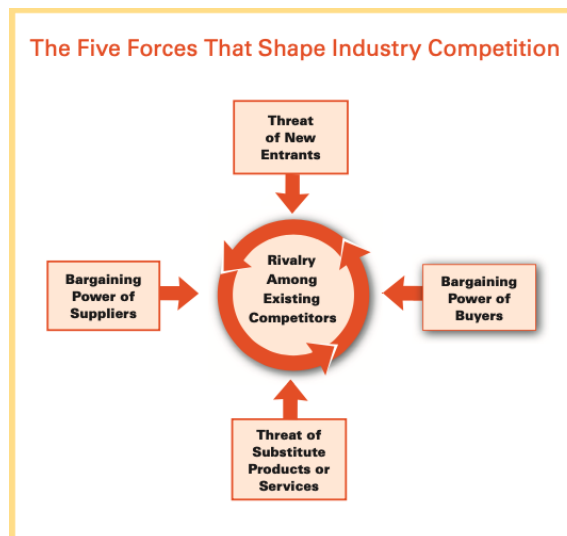 The Five Forces That Shape Industry Competition
Threat
of New
Entrants
Bargaining
Power of
Suppliers
Rivalry
Among
Existing
Competitors
Bargaining
Power of
Buyers
Threat of
Substitute
Products or
Services